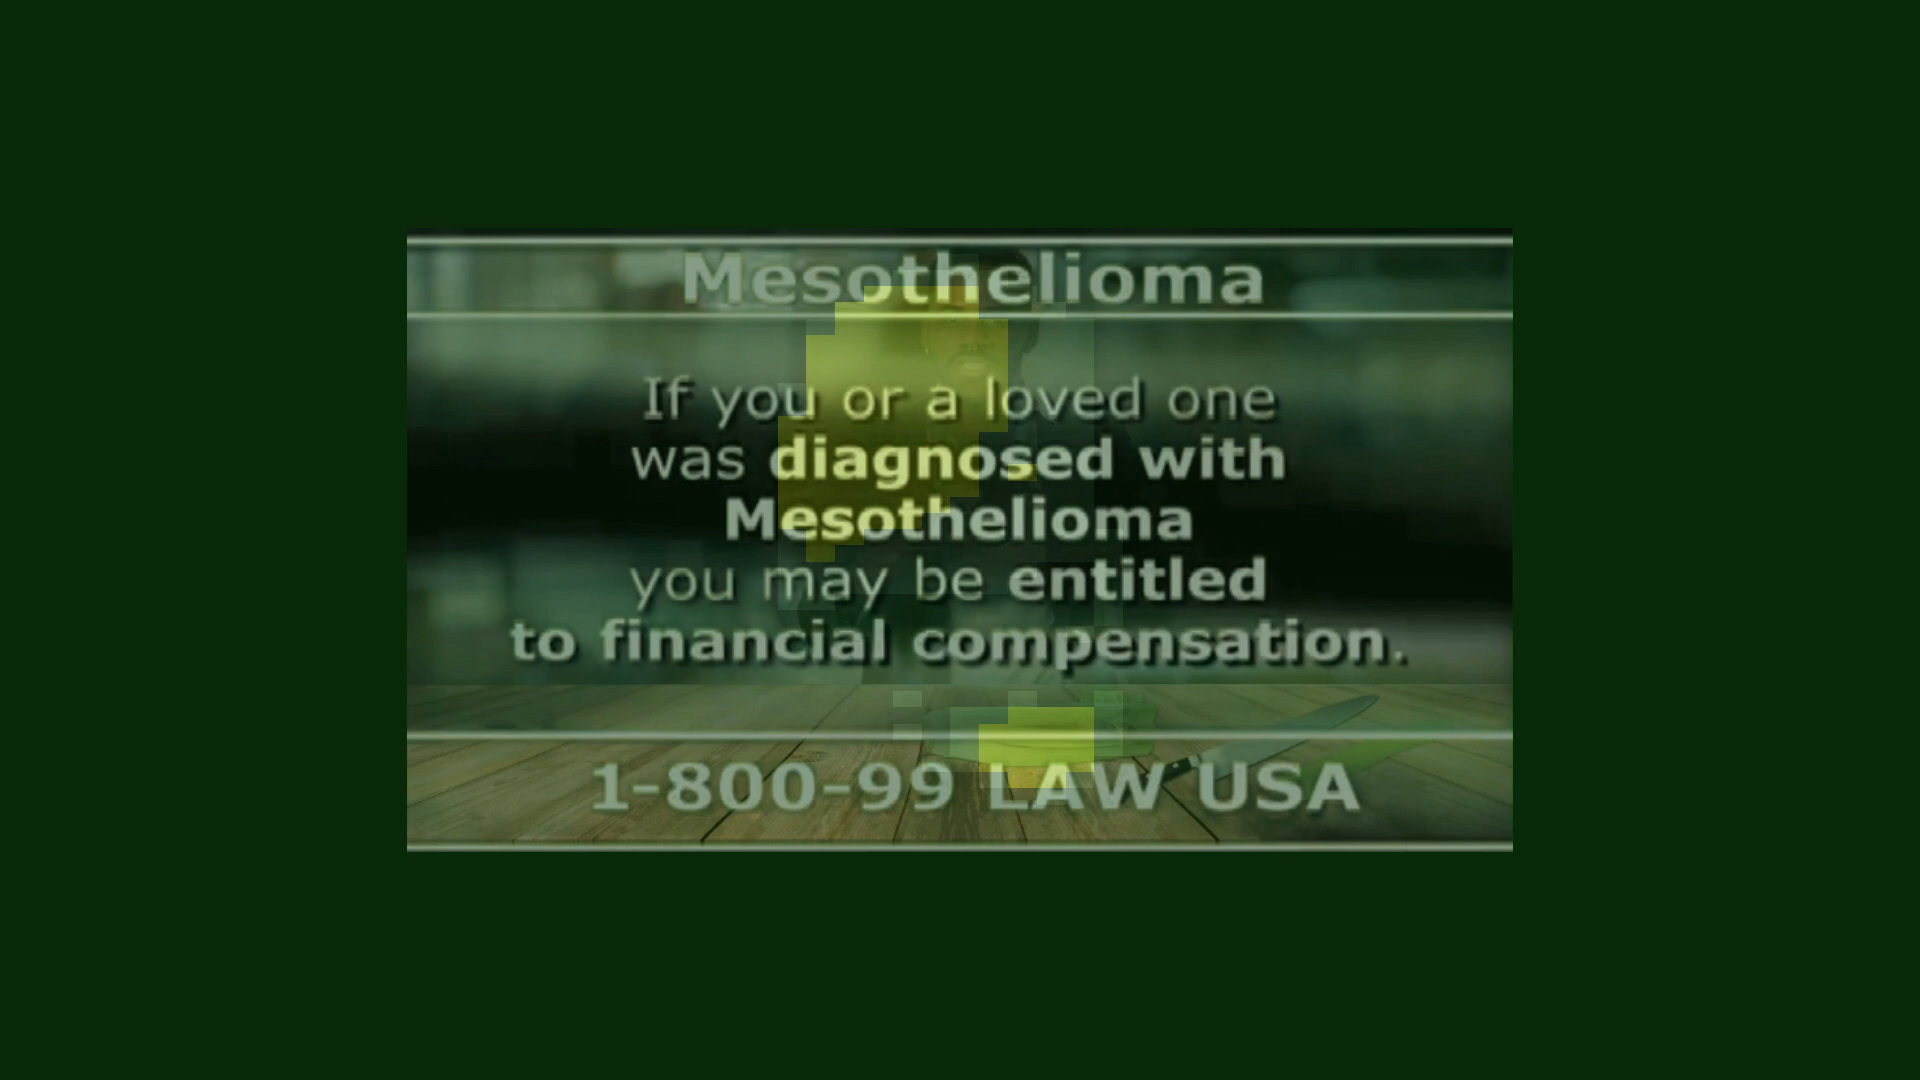 Mesothelioma
If you or a loved one
was diagnosed with
Mesothelioma
you may be entitled
to financial compensation.
1-800-99 LAW USA